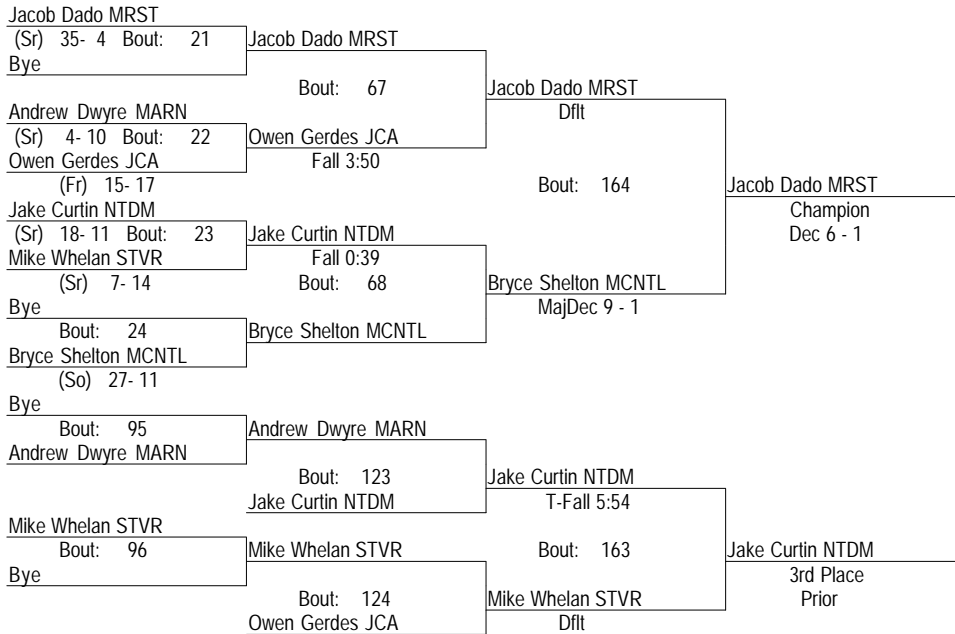 Jacob Dado MRST
(Sr) 35- 4 Bout: 21 Jacob Dado MRST
Bye
Bout: 67 Jacob Dado MRST
Andrew Dwyre MARN Dflt
(Sr) 4- 10 Bout: 22 Owen Gerdes JCA
Owen Gerdes JCA Fall 3:50
(Fr) 15- 17 Bout: 164 Jacob Dado MRST
Jake Curtin NTDM Champion
(Sr) 18- 11 Bout: 23 Jake Curtin NTDM Dec 6 - 1
Mike Whelan STVR Fall 0:39
(Sr) 7- 14 Bout: 68 Bryce Shelton MCNTL
Bye MajDec 9 - 1
Bout: 24 Bryce Shelton MCNTL
Bryce Shelton MCNTL
(So) 27- 11
Bye
Bout: 95 Andrew Dwyre MARN
Andrew Dwyre MARN
Bout: 123 Jake Curtin NTDM
Jake Curtin NTDM T-Fall 5:54
Mike Whelan STVR
Bout: 96 Mike Whelan STVR Bout: 163 Jake Curtin NTDM
Bye 3rd Place
Bout: 124 Mike Whelan STVR Prior
Owen Gerdes JCA Dflt